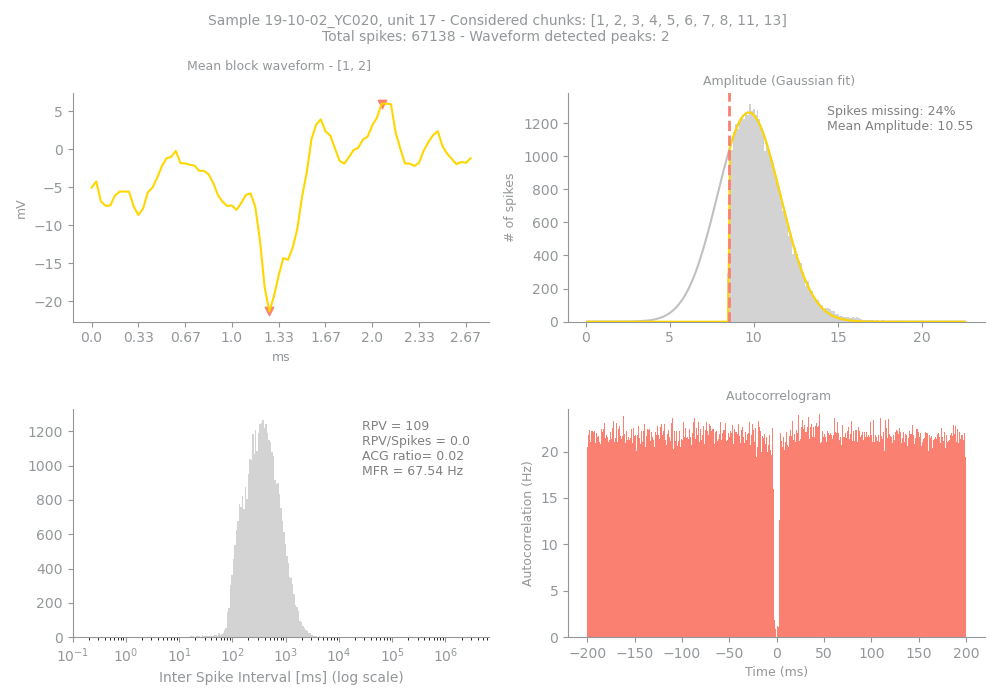 Sample 19-10-02_YC020, unit 17 - Considered chunks: [1, 2, 3, 4, 5, 6, 7, 8, 11, 13]
Total spikes: 67138 - Waveform detected peaks: 2
Mean block waveform - [1, 2]
5
0
−5
−10
−15
−20
mV
0.0 0.33 0.67 1.0 1.33 1.67 2.0 2.33 2.67
ms
Amplitude (Gaussian fit)
Spikes missing: 24%
Mean Amplitude: 10.55
1200
1000
800
600
400
200
0
# of spikes
0 5 10 15 20
RPV = 109
RPV/Spikes = 0.0
ACG ratio= 0.02
MFR = 67.54 Hz
1200
1000
800
600
400
200
0
10⁻¹ 10⁰ 10¹ 10² 10³ 10⁴ 10⁵ 10⁶
Inter Spike Interval [ms] (log scale)
Autocorrelogram
20
15
10
5
0
Autocorrelation (Hz)
−200 −150 −100 −50 0 50 100 150 200
Time (ms)